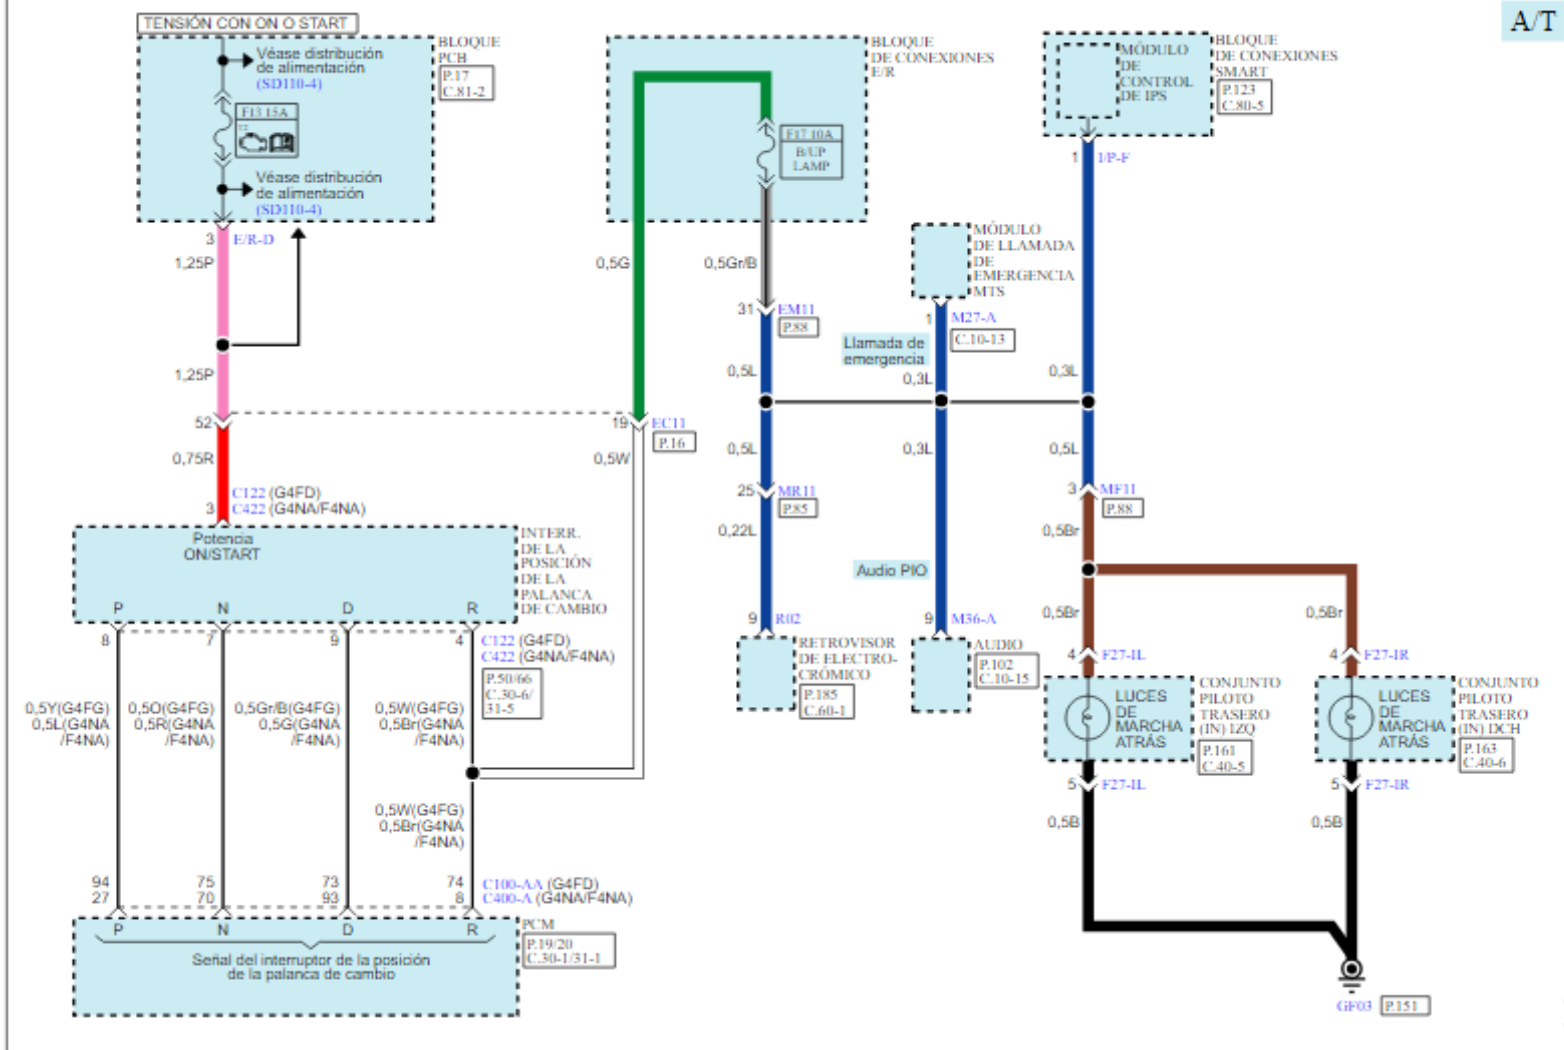 A/T
TENSIÓN CON ON O START
BLOQUE
PCB
P.17
C.81-2
Véase distribución
de alimentación
(SD110-4)
F13 15A
Véase distribución
de alimentación
(SD110-4)
3
E/R-D
1,25P
1,25P
52
0,75R
C122 (G4FD)
3
C422 (G4NA/F4NA)
BLOQUE
DE CONEXIONES
E/R
F17 10A
B/UP
LAMP
0,5G
0,5Gr/B
31
EM11
P.88
0,5L
19
EC11
P.16
0,5W
0,5L
25
MR11
P.85
0,22L
9
R02
RETROVISOR
DE ELECTRO-
CRÓMICO
P.185
C.60-1
MÓDULO
DE LLAMADA
DE
EMERGENCIA
MTS
1
M27-A
C.10-13
Llamada de
emergencia
0,3L
0,3L
Audio PIO
9
M36-A
AUDIO
P.102
C.10-15
MÓDULO
DE
CONTROL
DE IPS
BLOQUE
DE CONEXIONES
SMART
P.123
C.80-5
1
I/P-F
0,3L
0,5L
3
MF11
P.88
0,5Br
0,5Br
0,5Br
4
F27-IL
4
F27-IR
LUCES
DE
MARCHA
ATRÁS
CONJUNTO
PILOTO
TRASERO
(IN) IZQ
P.161
C.40-5
LUCES
DE
MARCHA
ATRÁS
CONJUNTO
PILOTO
TRASERO
(IN) DCH
P.163
C.40-6
5
F27-IL
5
F27-IR
0,5B
0,5B
GF03
P.151
Potencia
ON/START
INTERR.
DE LA
POSICIÓN
DE LA
PALANCA
DE CAMBIO
P
N
D
R
8
7
9
4
C122 (G4FD)
C422 (G4NA/F4NA)
P.50/66
C.30-6/
31-5
0,5Y(G4FG)
0,5L(G4NA
/F4NA)
0,5O(G4FG)
0,5R(G4NA
/F4NA)
0,5Gr/B(G4FG)
0,5G(G4NA
/F4NA)
0,5W(G4FG)
0,5Br(G4NA
/F4NA)
0,5W(G4FG)
0,5Br(G4NA
/F4NA)
94
75
73
74
C100-AA (G4FD)
27
70
93
8
C400-A (G4NA/F4NA)
P
N
D
R
PCM
P.19/20
C.30-1/31-1
Señal del interruptor de la posición
de la palanca de cambio